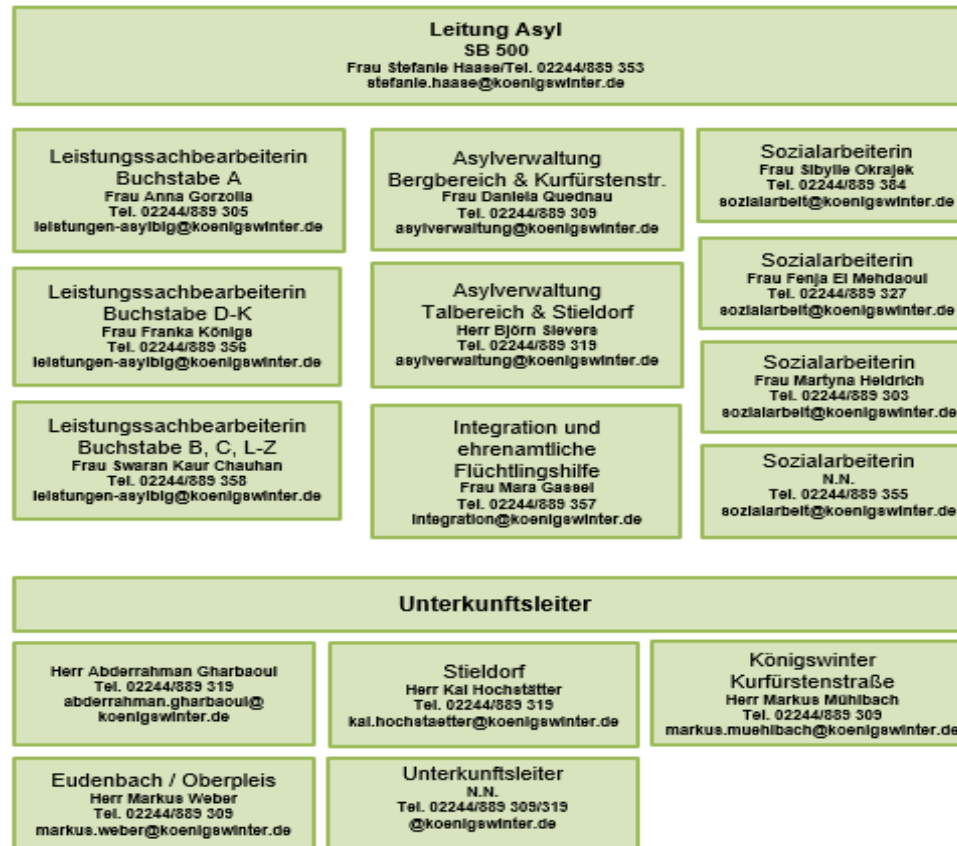 Leitung Asyl
SB 500
Frau Stefanie Haase/Tel. 02244/889 353
stefanie.haase@koenigswinter.de
Leistungssachbearbeiterin
Buchstabe A
Frau Anna Gorzolla
Tel. 02244/889 305
leistungen-asylblg@koenigswinter.de
Leistungssachbearbeiterin
Buchstabe D-K
Frau Franka Königs
Tel. 02244/889 356
leistungen-asylblg@koenigswinter.de
Leistungssachbearbeiterin
Buchstabe B, C, L-Z
Frau Swaran Kaur Chauhan
Tel. 02244/889 358
leistungen-asylblg@koenigswinter.de
Asylverwaltung
Bergbereich & Kurfürstenstr.
Frau Daniela Quednau
Tel. 02244/889 309
asylverwaltung@koenigswinter.de
Asylverwaltung
Talbereich & Stieldorf
Herr Björn Sievers
Tel. 02244/889 319
asylverwaltung@koenigswinter.de
Integration und
ehrenamtliche
Flüchtlingshilfe
Frau Mara Gassel
Tel. 02244/889 357
integration@koenigswinter.de
Sozialarbeiterin
Frau Sibylle Okrajek
Tel. 02244/889 384
sozialarbeit@koenigswinter.de
Sozialarbeiterin
Frau Fenja El Mehdaoui
Tel. 02244/889 327
sozialarbeit@koenigswinter.de
Sozialarbeiterin
Frau Martyna Heidrich
Tel. 02244/889 303
sozialarbeit@koenigswinter.de
Sozialarbeiterin
N.N.
Tel. 02244/889 355
sozialarbeit@koenigswinter.de
Unterkunftsleiter
Herr Abderrahman Gharbaoui
Tel. 02244/889 319
abderrahman.gharbaoui@
koenigswinter.de
Stieldorf
Herr Kai Hochstätter
Tel. 02244/889 319
kai.hochstaetter@koenigswinter.de
Königswinter
Kurfürstenstraße
Herr Markus Mühlbach
Tel. 02244/889 309
markus.muehlbach@koenigswinter.de
Eudenbach / Oberpleis
Herr Markus Weber
Tel. 02244/889 309
markus.weber@koenigswinter.de
Unterkunftsleiter
N.N.
Tel. 02244/889 309/319
@koenigswinter.de